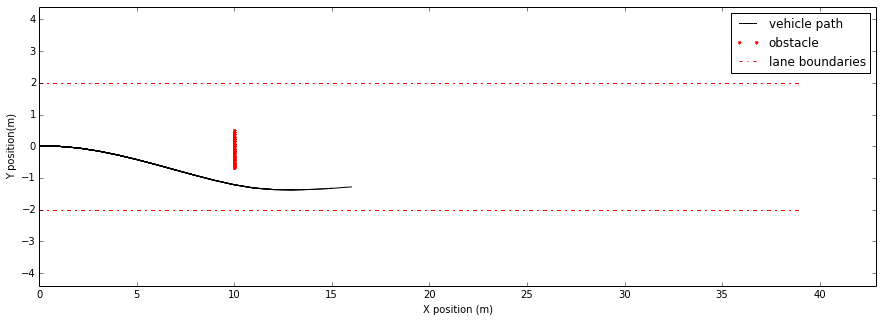 vehicle path
obstacle
lane boundaries
4
3
2
1
0
−1
−2
−3
−4
Y position(m)
0 5 10 15 20 25 30 35 40
X position (m)